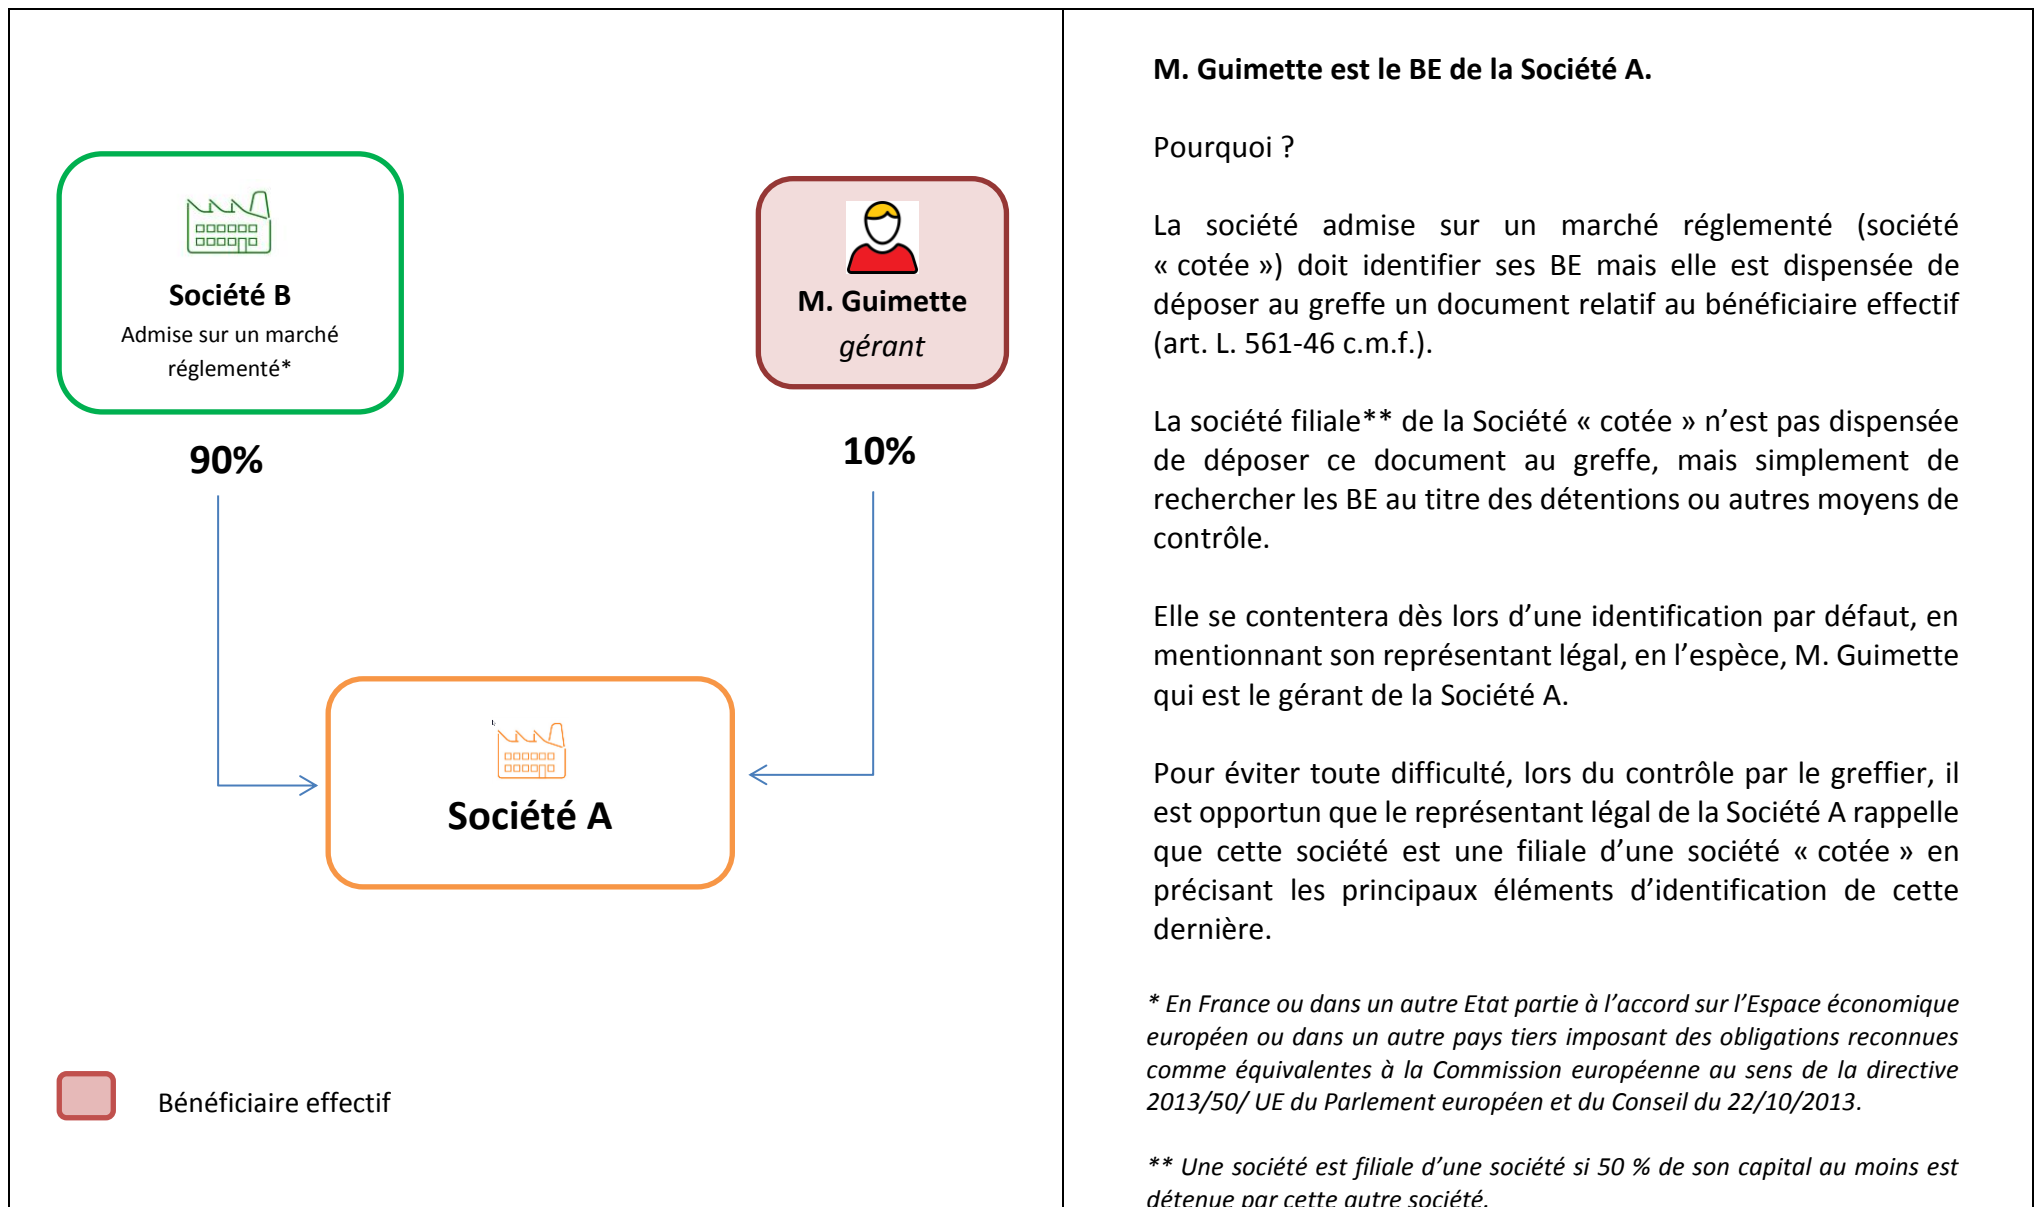 Société B
Admise sur un marché
réglementé*
90%
M. Guimette
gérant
10%
Société A
Bénéficiaire effectif
M. Guimette est le BE de la Société A.
Pourquoi ?
La société admise sur un marché réglementé (société
« cotée ») doit identifier ses BE mais elle est dispensée de
déposer au greffe un document relatif au bénéficiaire effectif
(art. L. 561-46 c.m.f.).
La société filiale** de la Société « cotée » n’est pas dispensée
de déposer ce document au greffe, mais simplement de
rechercher les BE au titre des détentions ou autres moyens de
contrôle.
Elle se contentera dès lors d’une identification par défaut, en
mentionnant son représentant légal, en l’espèce, M. Guimette
qui est le gérant de la Société A.
Pour éviter toute difficulté, lors du contrôle par le greffier, il
est opportun que le représentant légal de la Société A rappelle
que cette société est une filiale d’une société « cotée » en
précisant les principaux éléments d’identification de cette
dernière.
* En France ou dans un autre Etat partie à l’accord sur l’Espace économique
européen ou dans un autre pays tiers imposant des obligations reconnues
comme équivalentes à la Commission européenne au sens de la directive
2013/50/ UE du Parlement européen et du Conseil du 22/10/2013.
** Une société est filiale d’une société si 50 % de son capital au moins est
détenue par cette autre société.